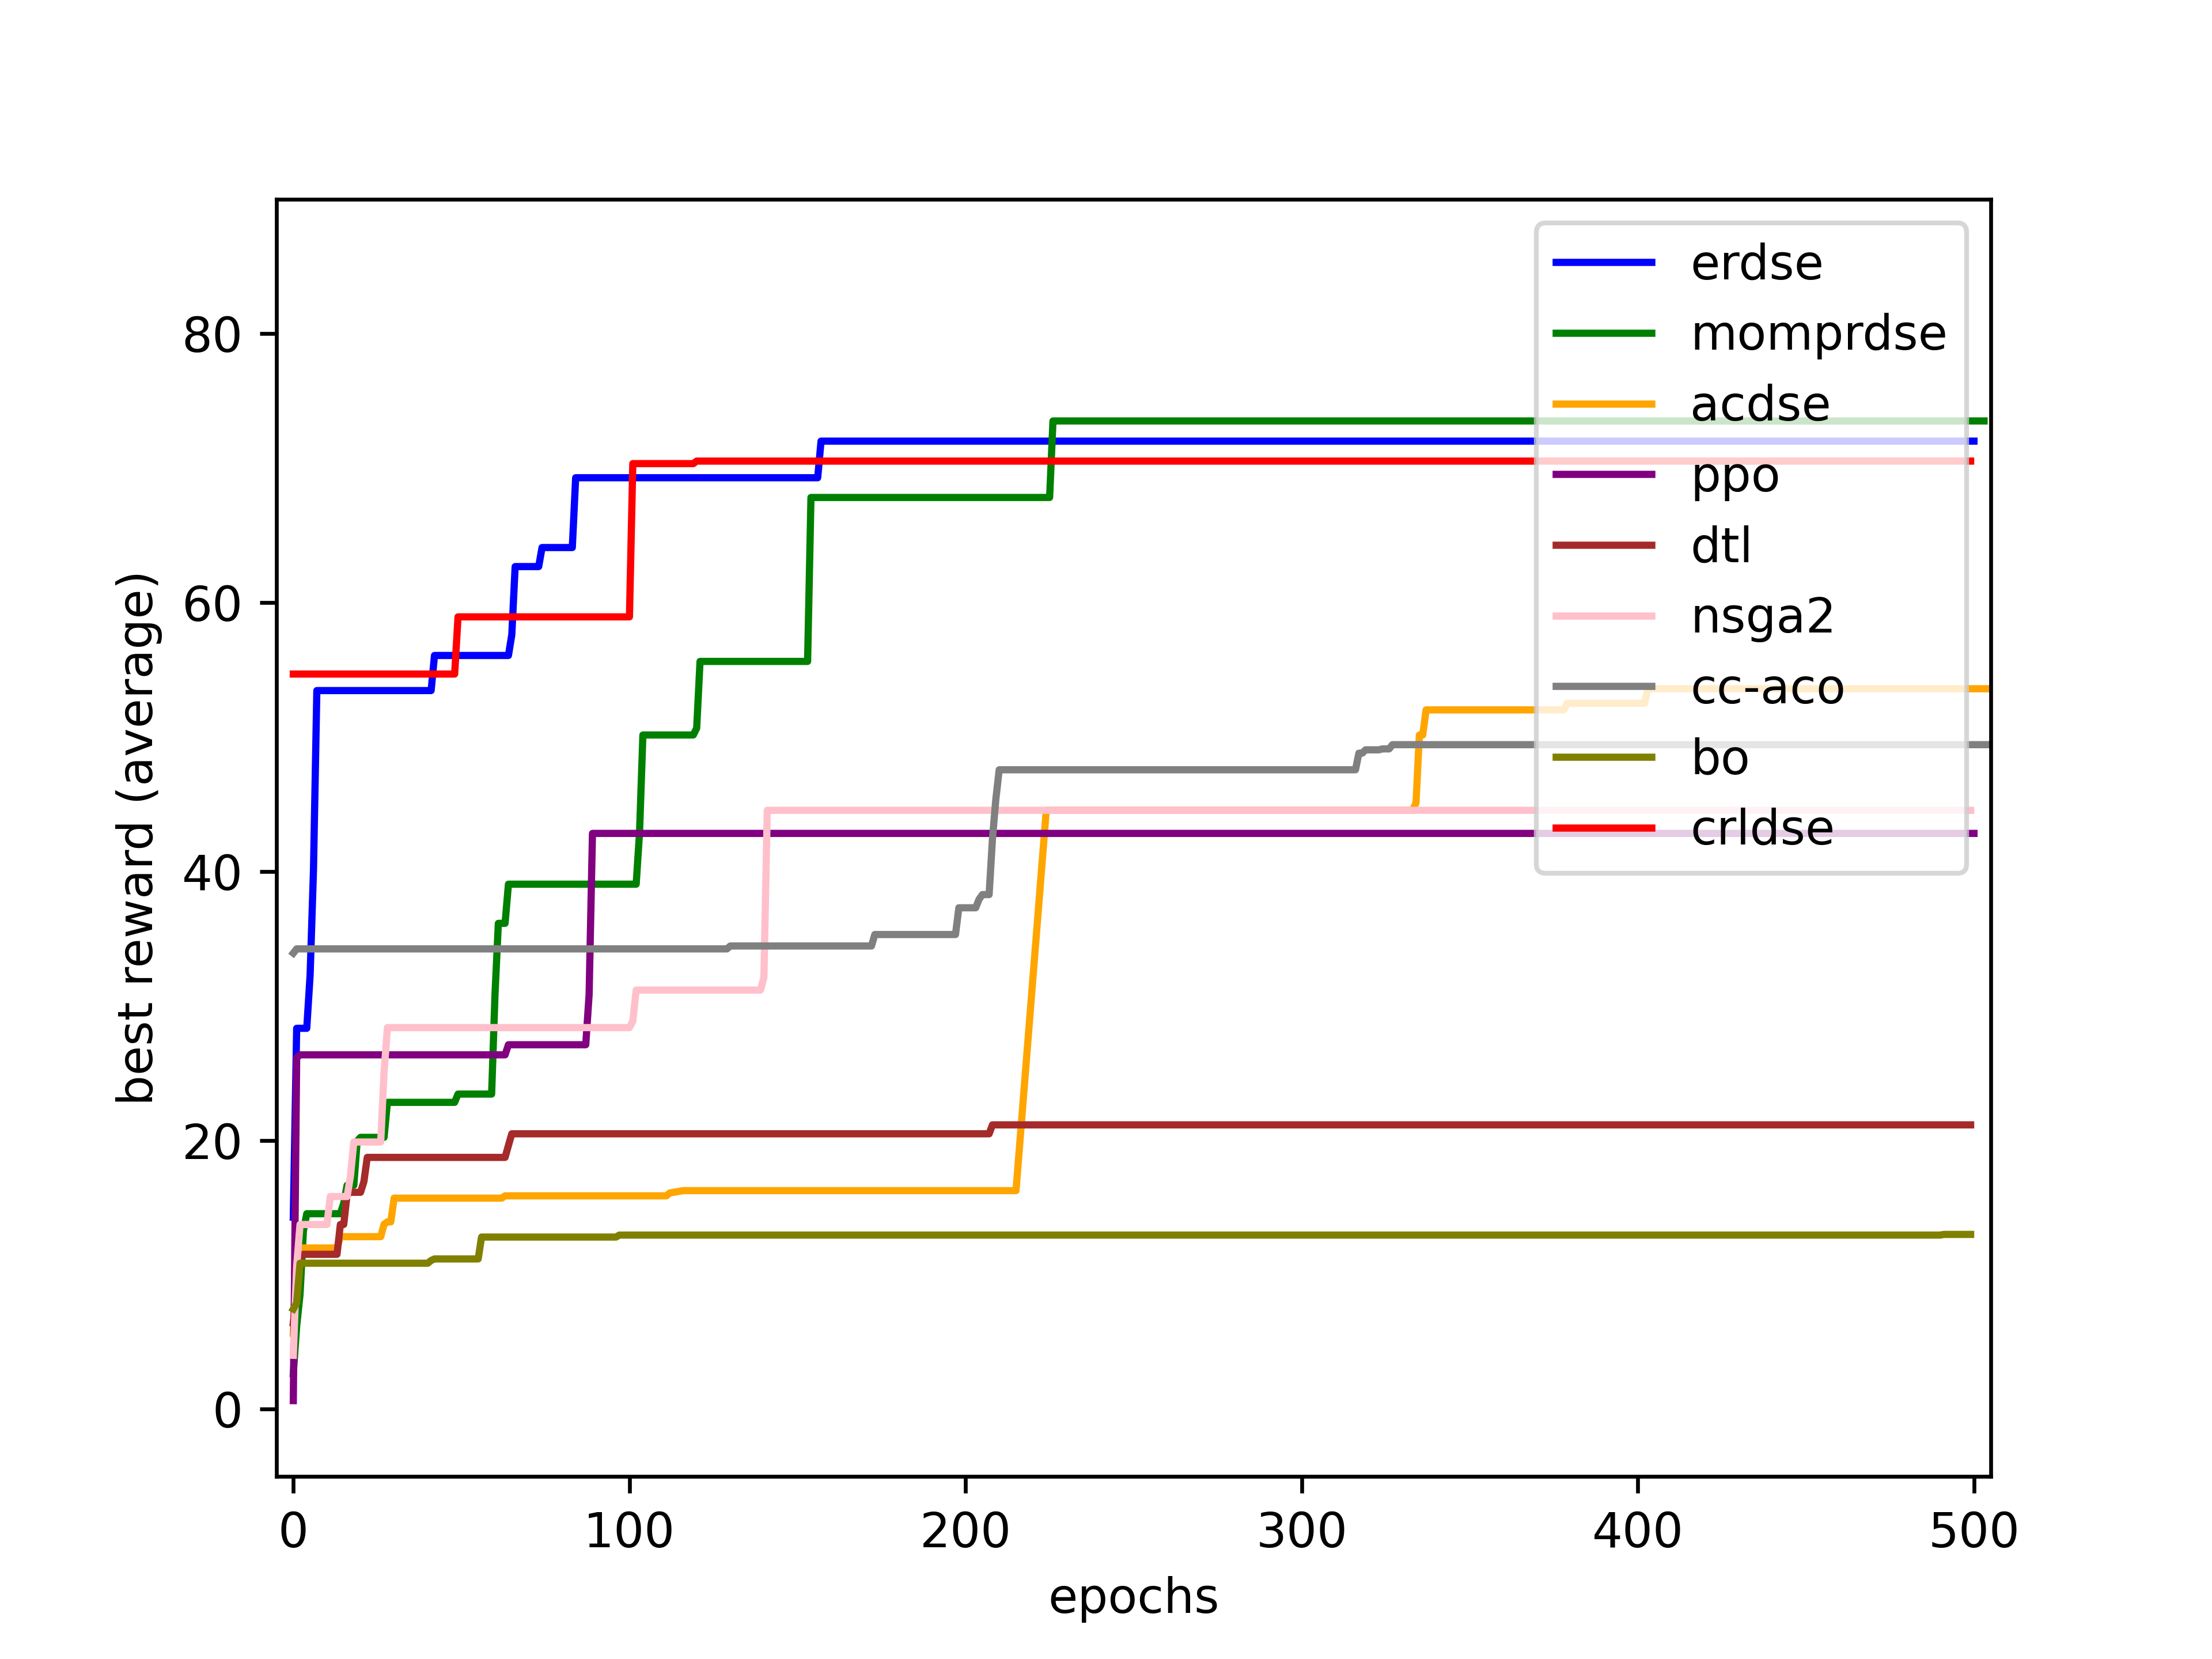 best reward (average)
80
60
40
20
0
erdse
momprdse
acdse
ppo
dtl
nsga2
cc-aco
bo
crldse
0 100 200 300 400 500
epochs